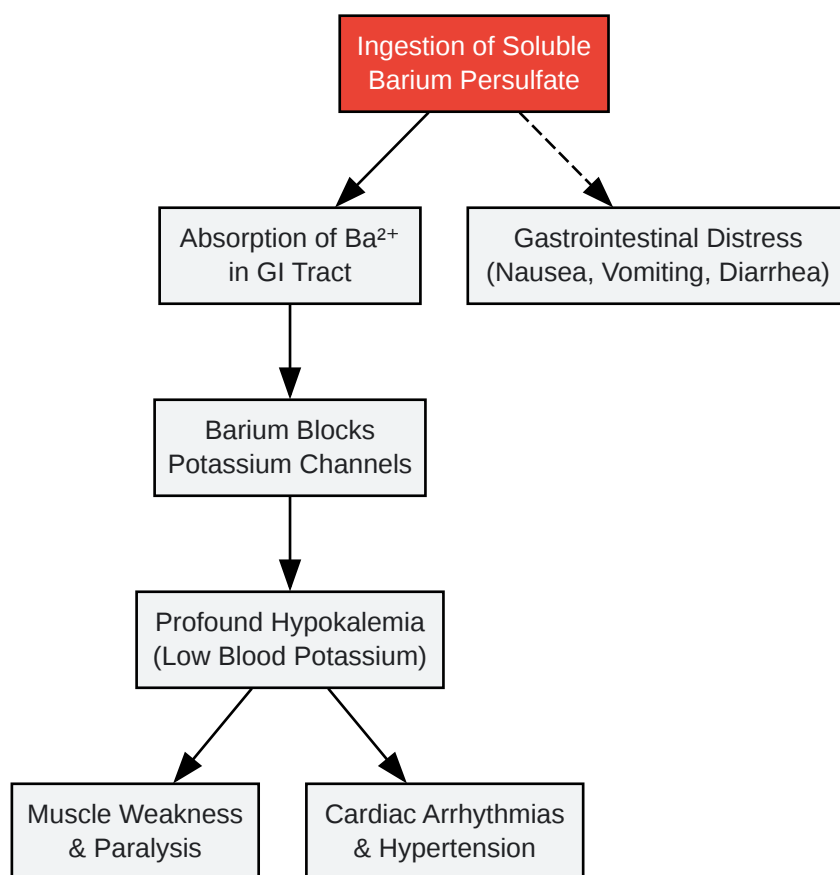 Ingestion of Soluble
Barium Persulfate
Absorption of Ba²⁺
in GI Tract
Gastrointestinal Distress
(Nausea, Vomiting, Diarrhea)
Barium Blocks
Potassium Channels
Profound Hypokalemia
(Low Blood Potassium)
Muscle Weakness
& Paralysis
Cardiac Arrhythmias
& Hypertension